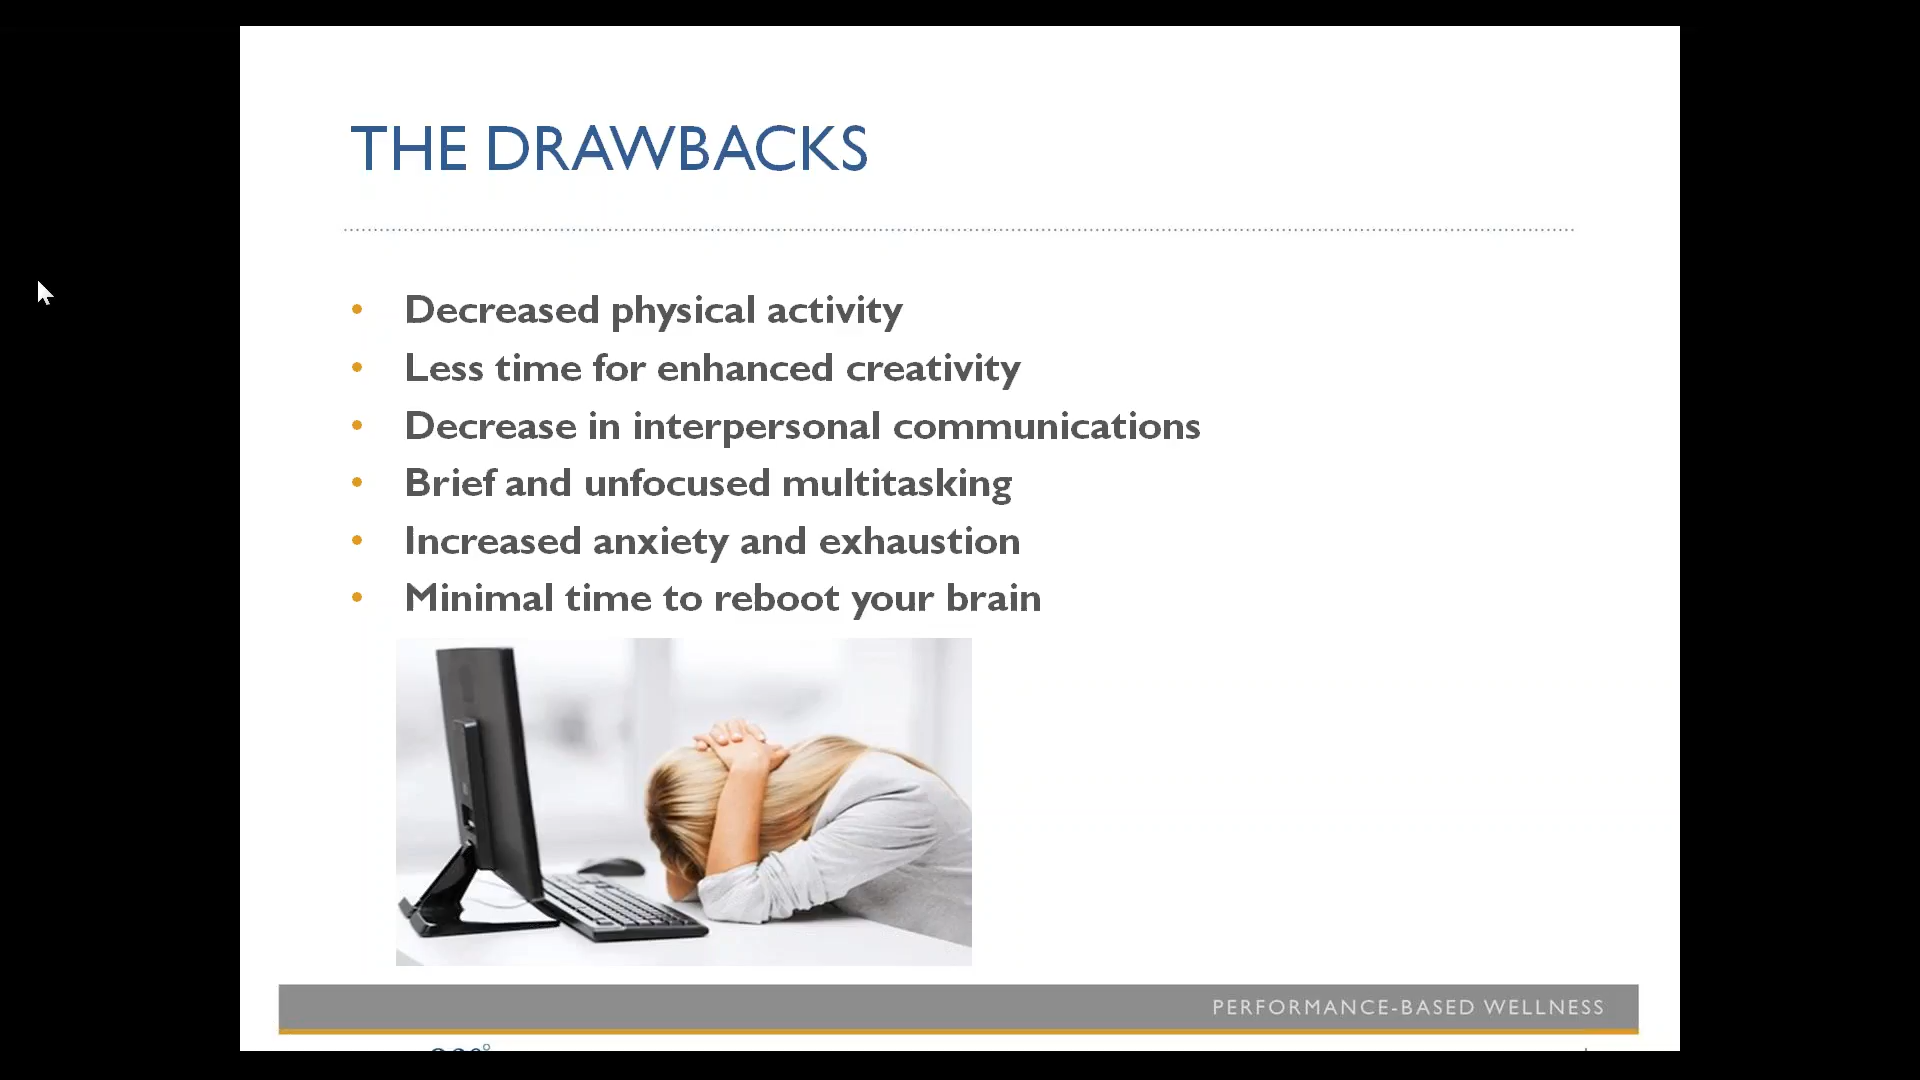 THE DRAWBACKS
• Decreased physical activity
• Less time for enhanced creativity
• Decrease in interpersonal communications
• Brief and unfocused multitasking
• Increased anxiety and exhaustion
• Minimal time to reboot your brain
PERFORMANCE-BASED WELLNESS